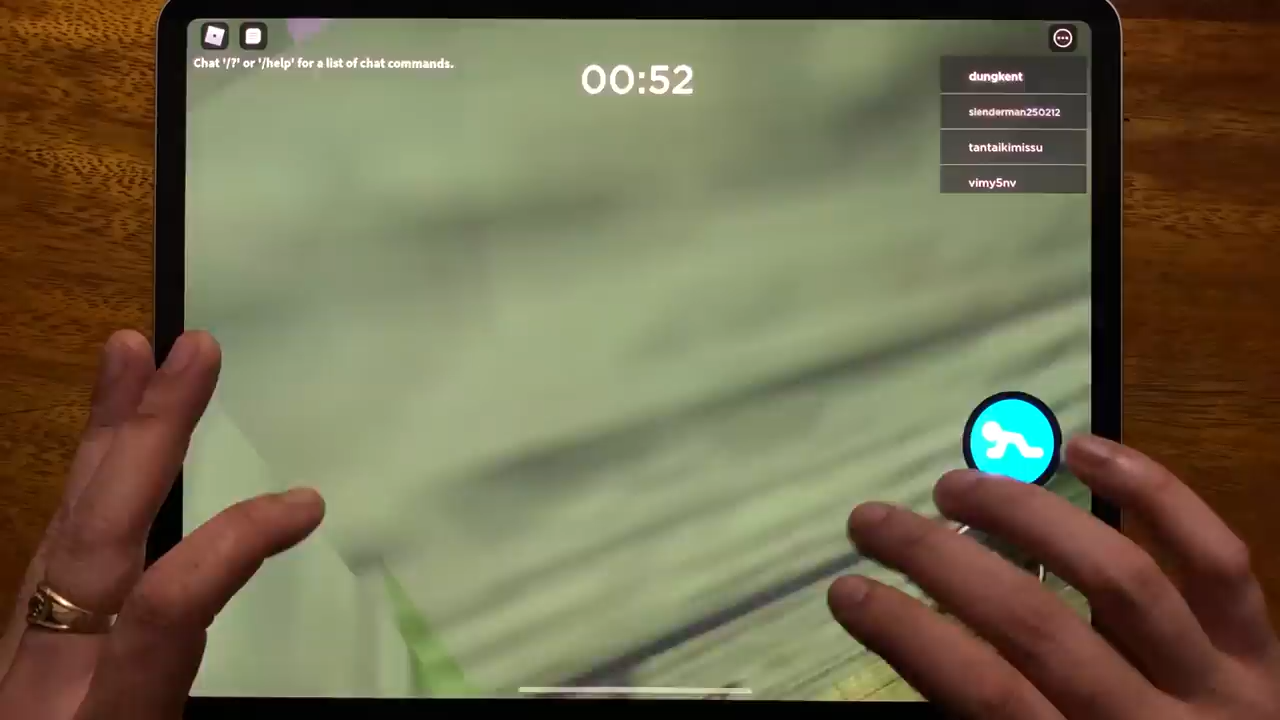 Chat '/?' or '/help' for a list of chat commands.
00:52
dungkent
slenderman250212
tantaikimissu
vimy5nv